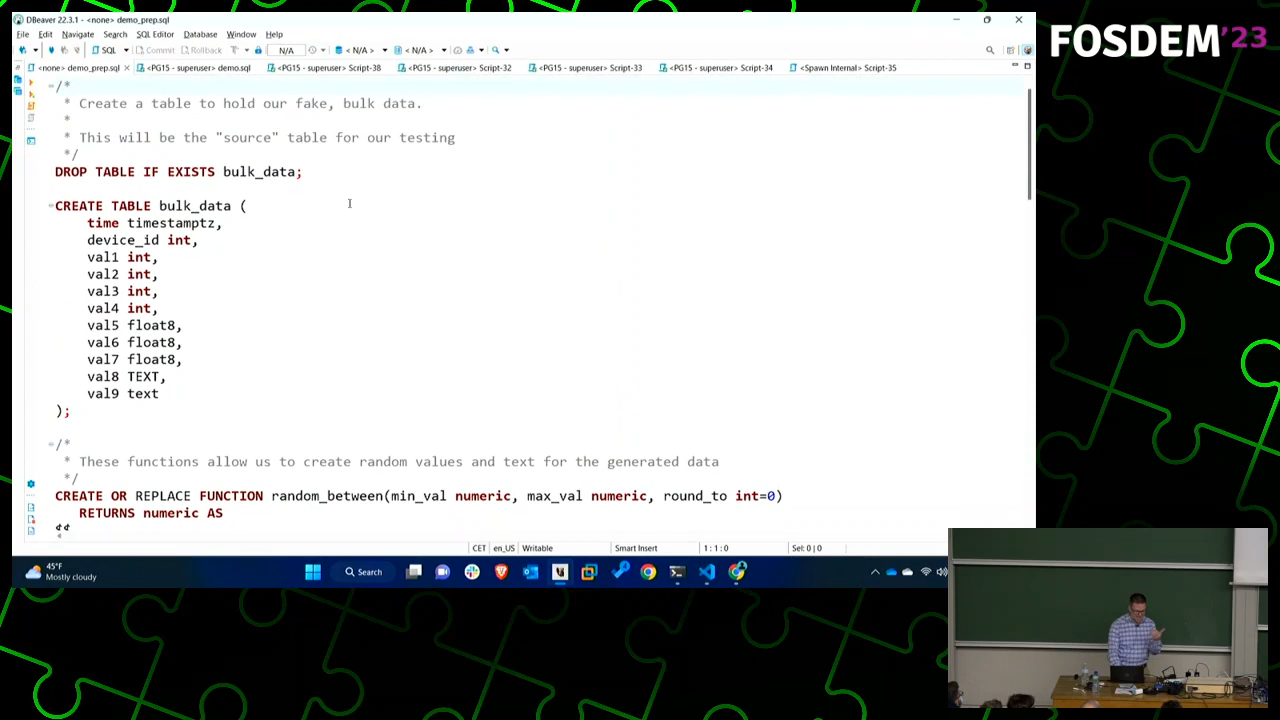 DBeaver 22.3.1 - <none> demo_prep.sql
File Edit Navigate Search SQL Editor Database Window Help
SQL Commit Rollback T N/A < N/A > < N/A >
<none> demo_prep.sql <PG15 - superuser> demo.sql <PG15 - superuser> Script-38 <PG15 - superuser> Script-32 <PG15 - superuser> Script-33 <PG15 - superuser> Script-34 <Spawn Internal> Script-35
/*
* Create a table to hold our fake, bulk data.
*
* This will be the "source" table for our testing
*/
DROP TABLE IF EXISTS bulk_data;
CREATE TABLE bulk_data (
time timestamptz,
device_id int,
val1 int,
val2 int,
val3 int,
val4 int,
val5 float8,
val6 float8,
val7 float8,
val8 TEXT,
val9 text
);
/*
* These functions allow us to create random values and text for the generated data
*/
CREATE OR REPLACE FUNCTION random_between(min_val numeric, max_val numeric, round_to int=0)
RETURNS numeric AS
CET en_US Writable Smart Insert 1 : 1 : 0 Sel: 0 | 0
45°F
Mostly cloudy
Search
FOSDEM'23